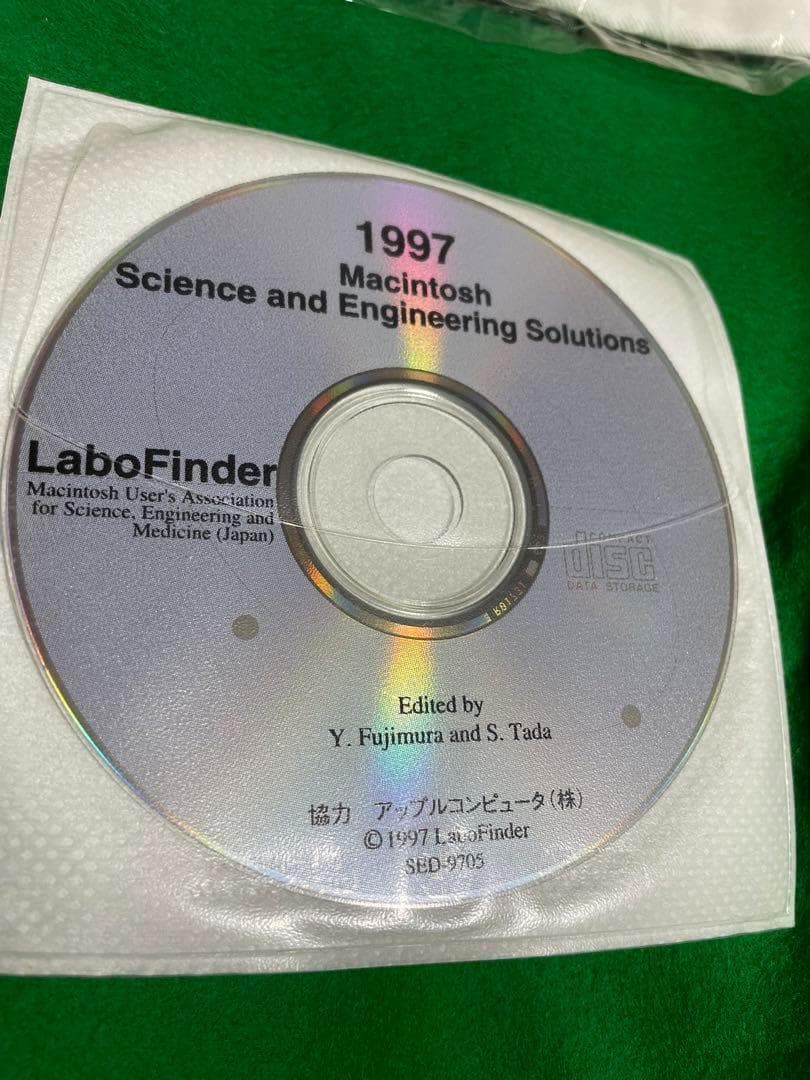 1997
Macintosh
Science and Engineering Solutions
LaboFinder
Macintosh User's Association
for Science, Engineering and
Medicine (Japan)
COMPACT
disc
DATA STORAGE
Edited by
Y. Fujimura and S. Tada
協力 アップルコンピュータ(株)
©1997 LaboFinder
SED-9705